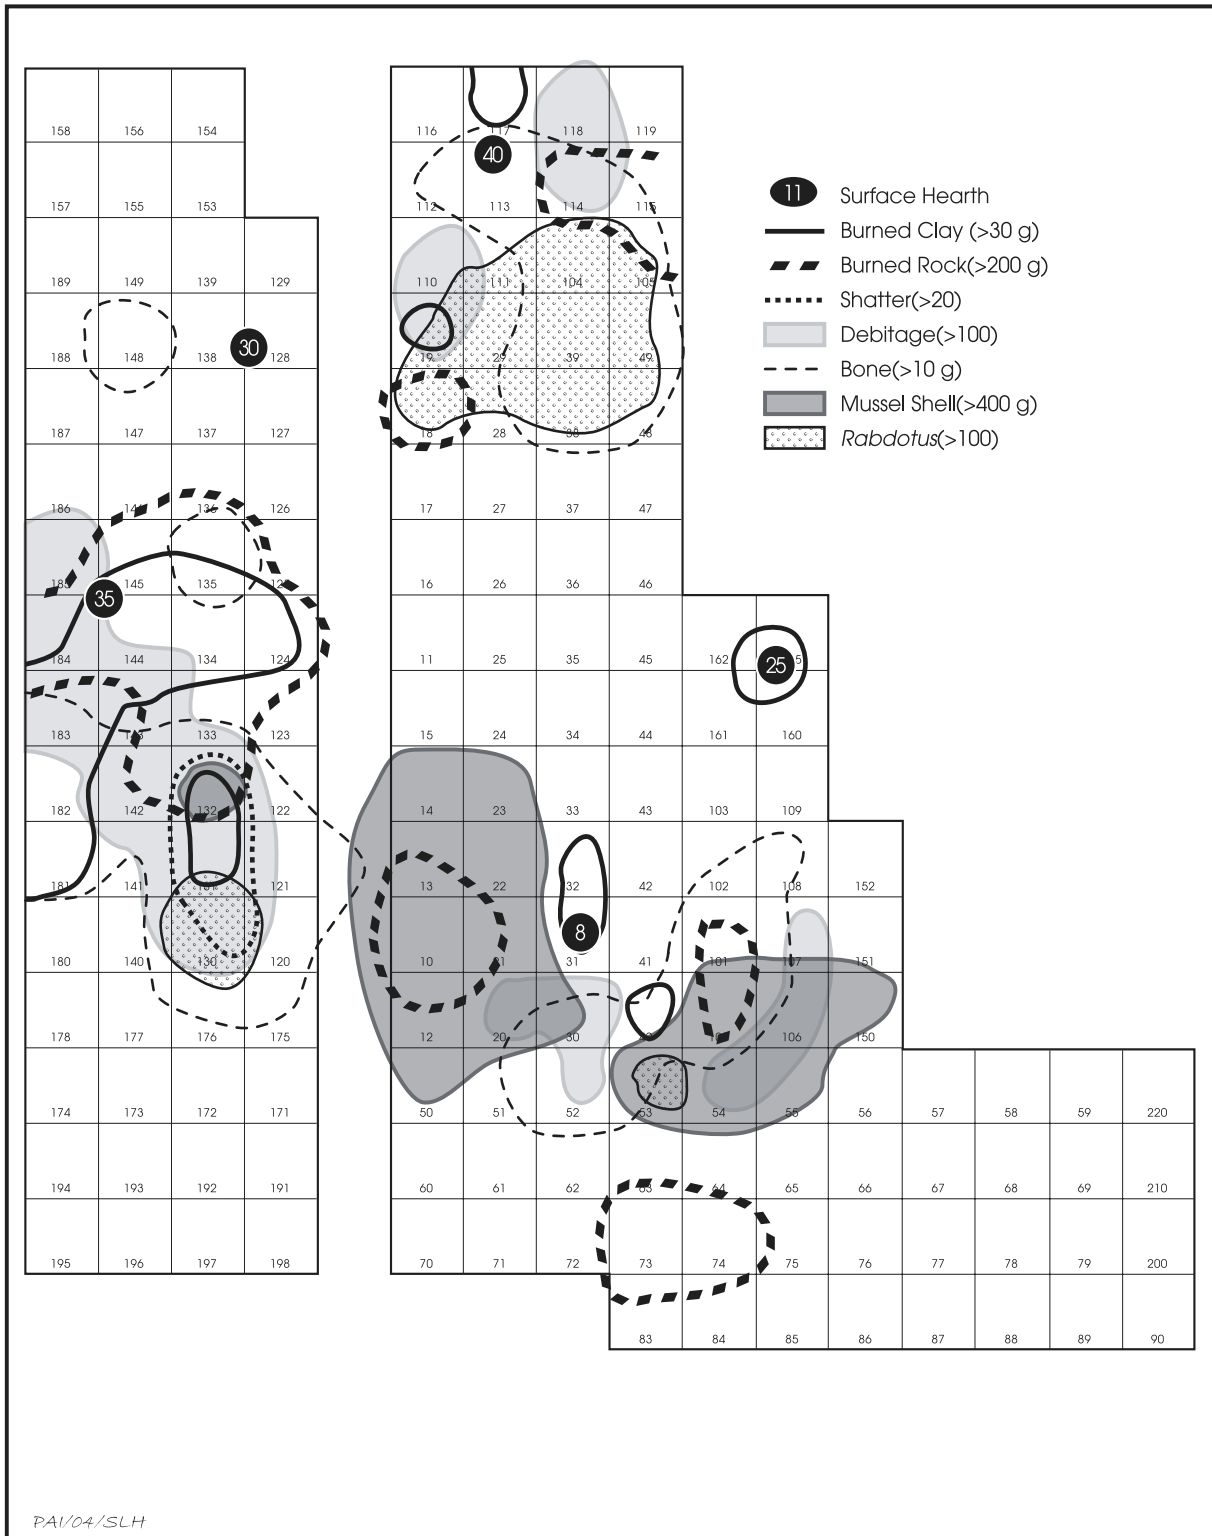 158 156 154
157 155 153
189 149 139 129
188 148 138 30 128
187 147 137 127
186 136 126
185 145 135
35
184 144 134 124
183 133 123
182 142 132 122
181 141 121
180 140 130 120
178 177 176 175
174 173 172 171
194 193 192 191
195 196 197 198
116 117 118 119
40
112 113 114 115
110 111 104 105
19 29 39 49
18 28 38 48
17 27 37 47
16 26 36 46
11 25 35 45 162 25
15 24 34 44 161 160
14 23 33 43 103 109
13 22 32 42 102 108 152
8
10 21 31 41 101 107 151
12 20 30 106 150
50 51 52 53 54 55 56 57 58 59 220
60 61 62 63 64 65 66 67 68 69 210
70 71 72 73 74 75 76 77 78 79 200
83 84 85 86 87 88 89 90
11 Surface Hearth
Burned Clay (>30 g)
Burned Rock(>200 g)
Shatter(>20)
Debitage(>100)
Bone(>10 g)
Mussel Shell(>400 g)
Rabdotus(>100)
PAI/04/SLH